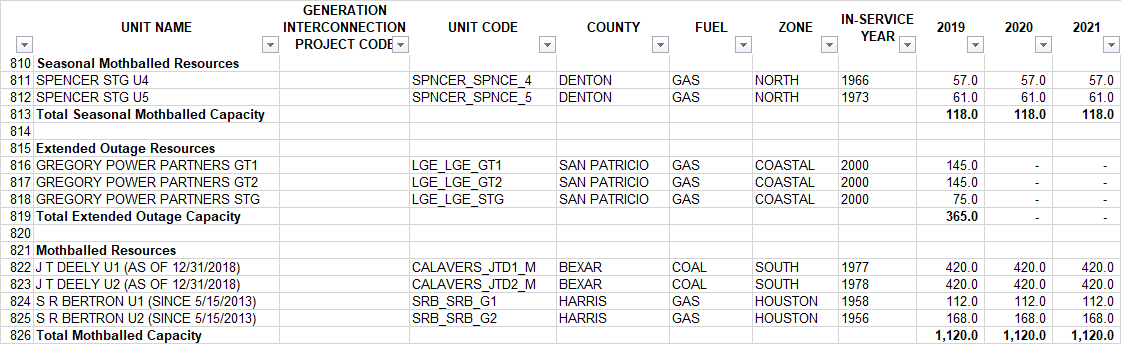 UNIT NAME GENERATION INTERCONNECTION PROJECT CODE UNIT CODE COUNTY FUEL ZONE IN-SERVICE YEAR 2019 2020 2021
810 Seasonal Mothballed Resources
811 SPENCER STG U4 SPNCER_SPNCE_4 DENTON GAS NORTH 1966 57.0 57.0 57.0
812 SPENCER STG U5 SPNCER_SPNCE_5 DENTON GAS NORTH 1973 61.0 61.0 61.0
813 Total Seasonal Mothballed Capacity 118.0 118.0 118.0
814
815 Extended Outage Resources
816 GREGORY POWER PARTNERS GT1 LGE_LGE_GT1 SAN PATRICIO GAS COASTAL 2000 145.0 - -
817 GREGORY POWER PARTNERS GT2 LGE_LGE_GT2 SAN PATRICIO GAS COASTAL 2000 145.0 - -
818 GREGORY POWER PARTNERS STG LGE_LGE_STG SAN PATRICIO GAS COASTAL 2000 75.0 - -
819 Total Extended Outage Capacity 365.0 - -
820
821 Mothballed Resources
822 J T DEELY U1 (AS OF 12/31/2018) CALAVERS_JTD1_M BEXAR COAL SOUTH 1977 420.0 420.0 420.0
823 J T DEELY U2 (AS OF 12/31/2018) CALAVERS_JTD2_M BEXAR COAL SOUTH 1978 420.0 420.0 420.0
824 S R BERTRON U1 (SINCE 5/15/2013) SRB_SRB_G1 HARRIS GAS HOUSTON 1958 112.0 112.0 112.0
825 S R BERTRON U2 (SINCE 5/15/2013) SRB_SRB_G2 HARRIS GAS HOUSTON 1956 168.0 168.0 168.0
826 Total Mothballed Capacity 1,120.0 1,120.0 1,120.0